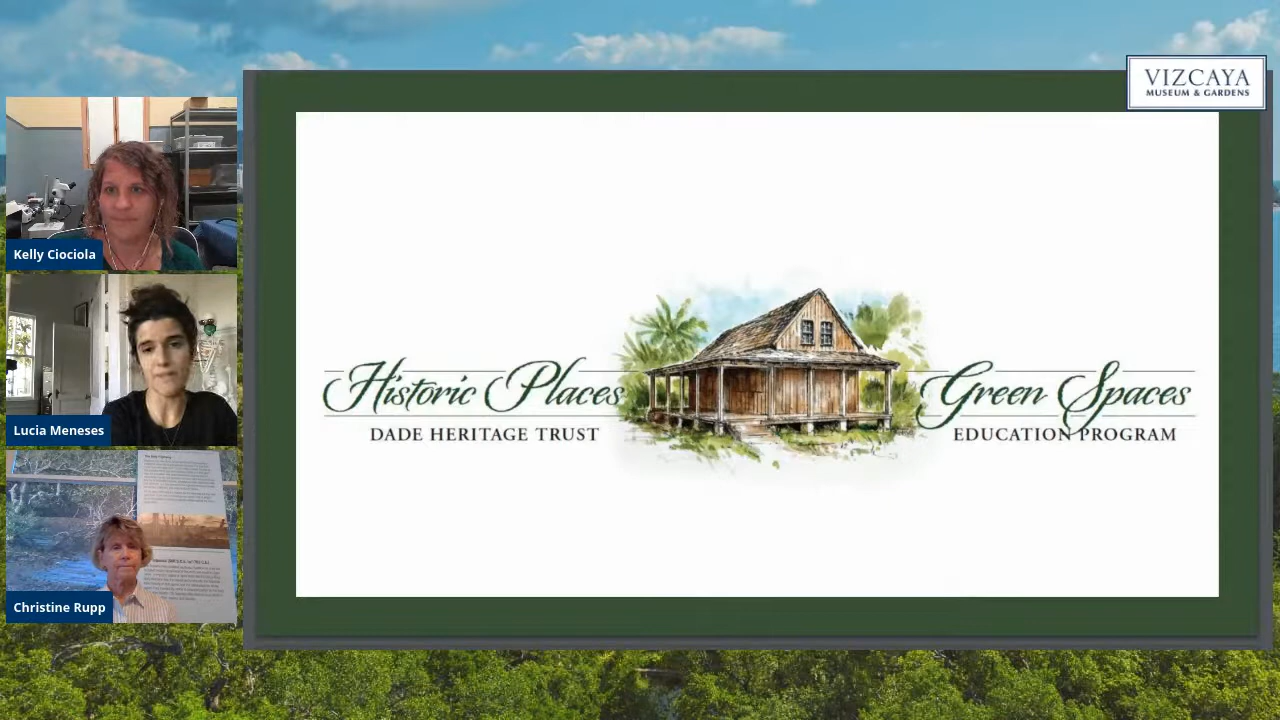 VIZCAYA
MUSEUM & GARDENS
Kelly Ciociola
Lucia Meneses
Christine Rupp
Historic Places
DADE HERITAGE TRUST
Green Spaces
EDUCATION PROGRAM